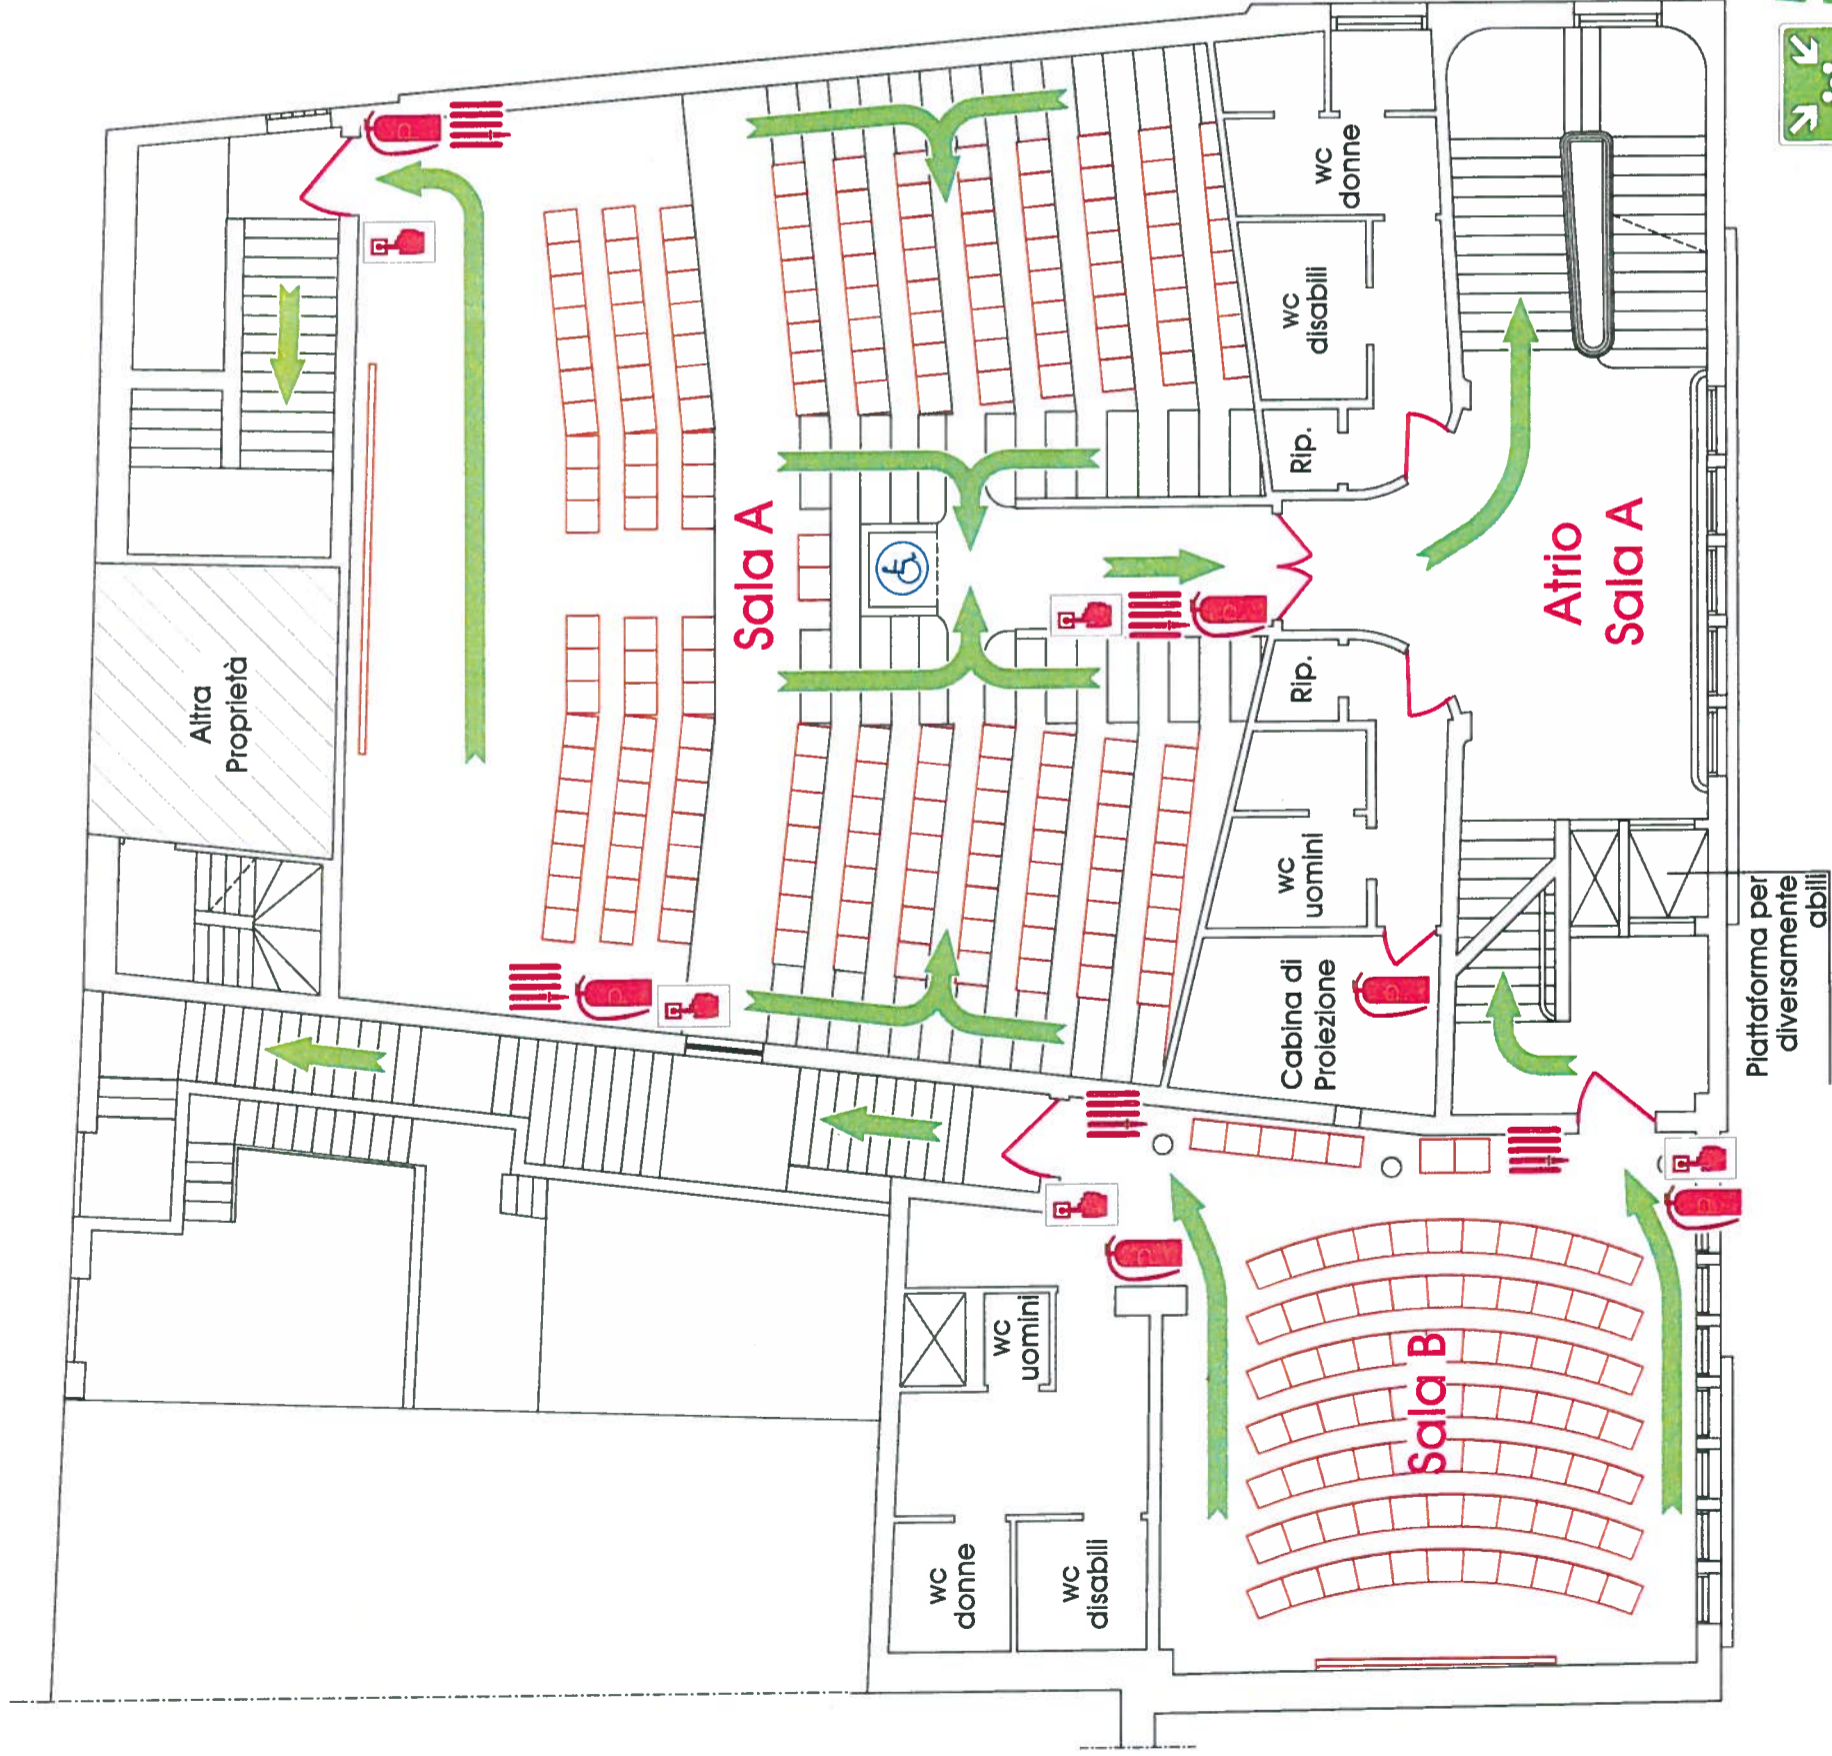 Altra
Proprietà
Sala A
wc
donne
wc
disabili
Rip.
Atrio
Sala A
Rip.
wc
uomini
Cabina di
Proiezione
Piattaforma per
diversamente
abili
wc
uomini
Sala B
wc
donne
wc
disabili